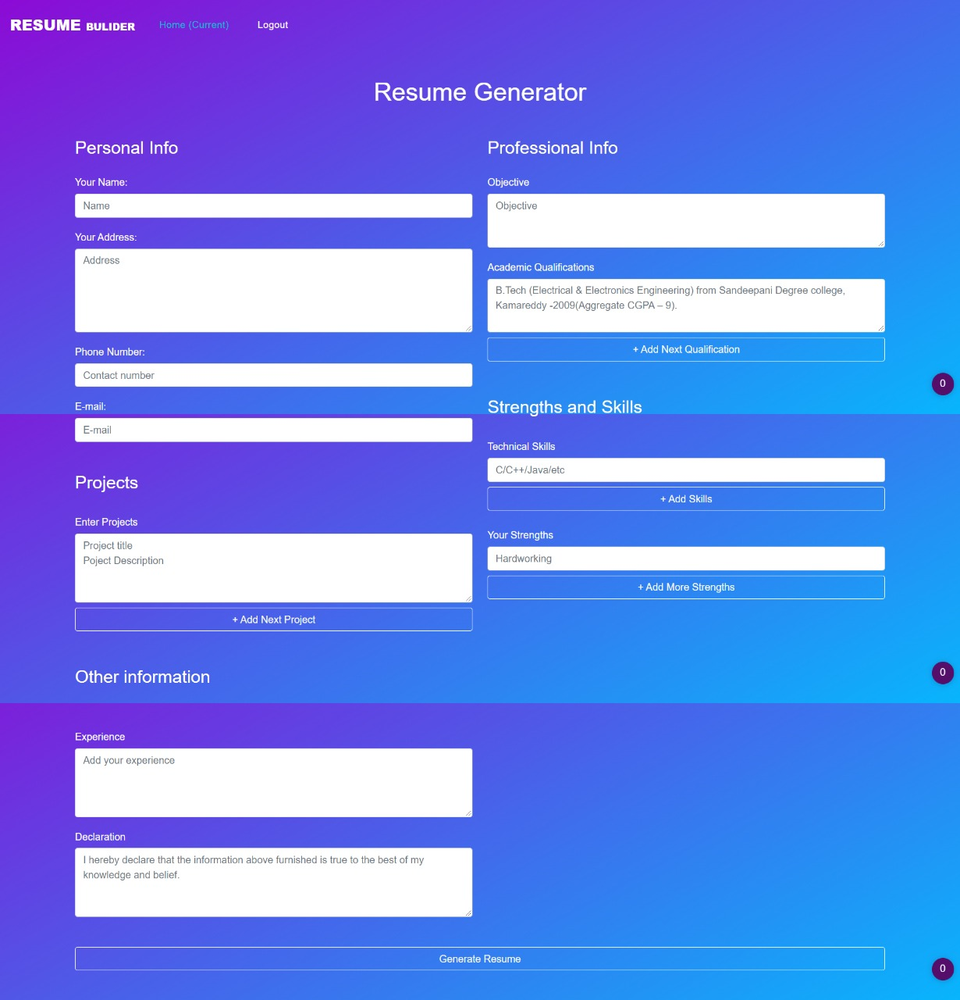 RESUME BULIDER
Home (Current)
Logout
Resume Generator
Personal Info
Your Name:
Name
Your Address:
Address
Phone Number:
Contact number
E-mail:
E-mail
Projects
Enter Projects
Project title
Poject Description
+ Add Next Project
Other information
Experience
Add your experience
Declaration
I hereby declare that the information above furnished is true to the best of my
knowledge and belief.
Professional Info
Objective
Objective
Academic Qualifications
B.Tech (Electrical & Electronics Engineering) from Sandeepani Degree college,
Kamareddy -2009(Aggregate CGPA – 9).
+ Add Next Qualification
0
Strengths and Skills
Technical Skills
C/C++/Java/etc
+ Add Skills
Your Strengths
Hardworking
+ Add More Strengths
0
Generate Resume
0